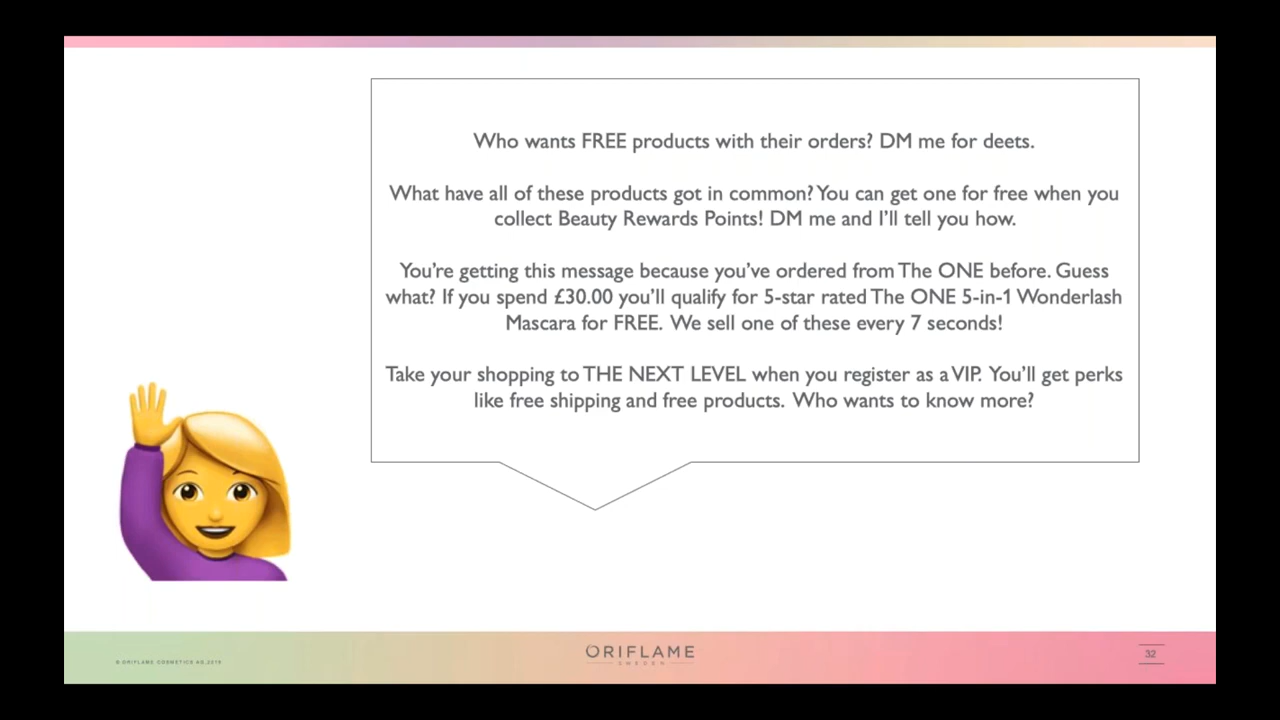 Who wants FREE products with their orders? DM me for deets.
What have all of these products got in common? You can get one for free when you
collect Beauty Rewards Points! DM me and I'll tell you how.
You're getting this message because you've ordered from The ONE before. Guess
what? If you spend £30.00 you'll qualify for 5-star rated The ONE 5-in-1 Wonderlash
Mascara for FREE. We sell one of these every 7 seconds!
Take your shopping to THE NEXT LEVEL when you register as a VIP. You'll get perks
like free shipping and free products. Who wants to know more?
© ORIFLAME COSMETICS AG, 2019
ORIFLAME
SWEDEN
32